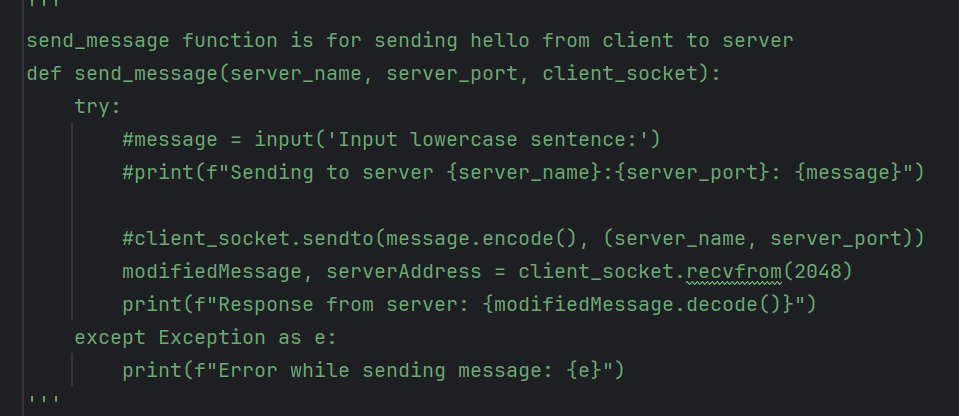 '''
send_message function is for sending hello from client to server
def send_message(server_name, server_port, client_socket):
    try:
        #message = input('Input lowercase sentence:')
        #print(f"Sending to server {server_name}:{server_port}: {message}")

        #client_socket.sendto(message.encode(), (server_name, server_port))
        modifiedMessage, serverAddress = client_socket.recvfrom(2048)
        print(f"Response from server: {modifiedMessage.decode()}")
    except Exception as e:
        print(f"Error while sending message: {e}")
'''